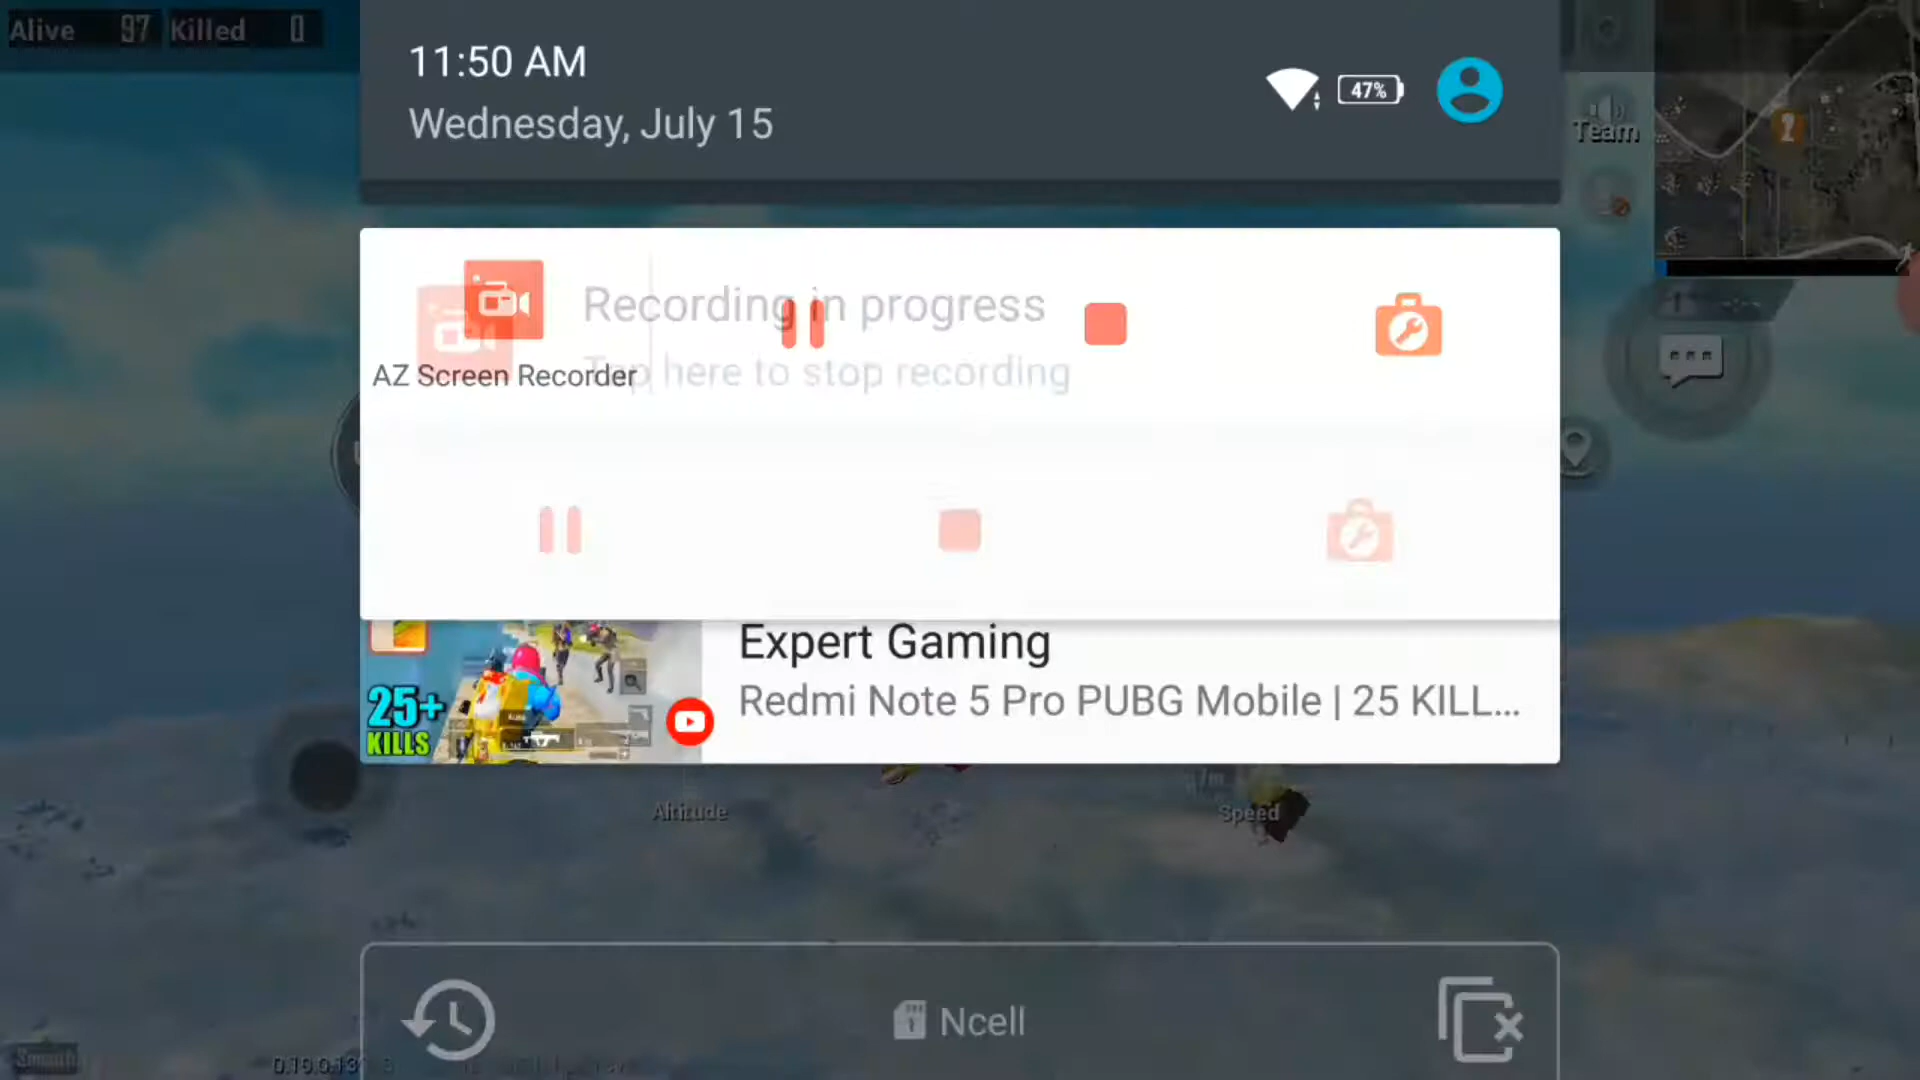 Alive 97 Killed 0
11:50 AM
47%
Wednesday, July 15
Team
Recording in progress
AZ Screen Recorder
Tap here to stop recording
Expert Gaming
Redmi Note 5 Pro PUBG Mobile | 25 KILL...
25+
KILLS
Altitude
Speed
Ncell
Smooth